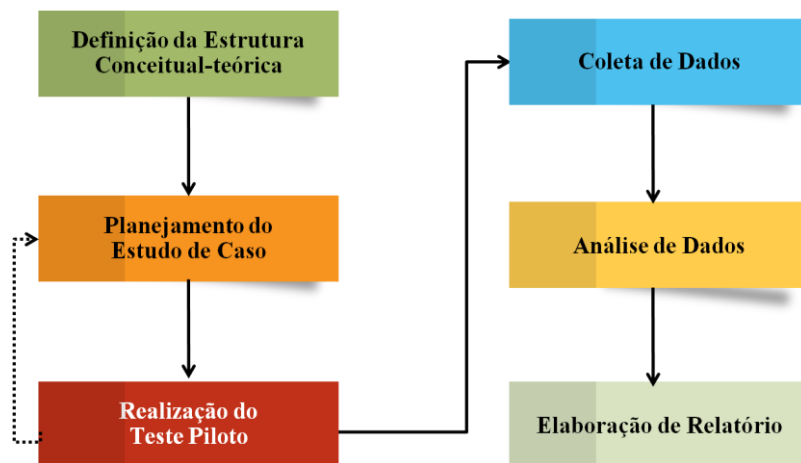 Definição da Estrutura
Conceitual-teórica
Planejamento do
Estudo de Caso
Realização do
Teste Piloto
Coleta de Dados
Análise de Dados
Elaboração de Relatório